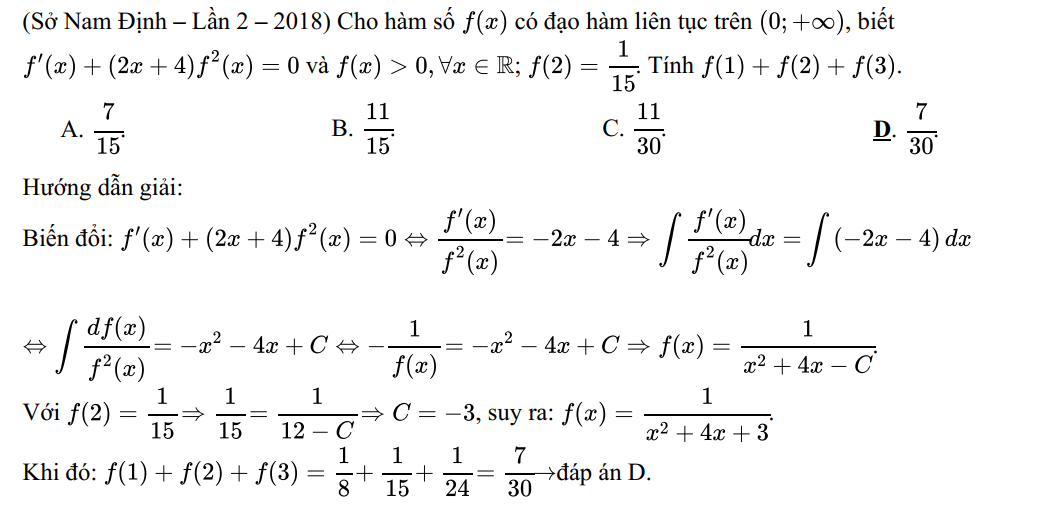 (Sở Nam Định – Lần 2 – 2018) Cho hàm số f(x) có đạo hàm liên tục trên (0; +∞), biết
f′(x) + (2x + 4)f²(x) = 0 và f(x) > 0, ∀x ∈ ℝ; f(2) = 1/15. Tính f(1) + f(2) + f(3).
A. 7/15. B. 11/15. C. 11/30. D. 7/30.
Hướng dẫn giải:
Biến đổi: f′(x) + (2x + 4)f²(x) = 0 ⇔ f′(x)/f²(x) = −2x − 4 ⇒ ∫ f′(x)/f²(x) dx = ∫ (−2x − 4) dx
⇔ ∫ df(x)/f²(x) = −x² − 4x + C ⇔ −1/f(x) = −x² − 4x + C ⇒ f(x) = 1/(x² + 4x − C).
Với f(2) = 1/15 ⇒ 1/15 = 1/(12 − C) ⇒ C = −3, suy ra: f(x) = 1/(x² + 4x + 3).
Khi đó: f(1) + f(2) + f(3) = 1/8 + 1/15 + 1/24 = 7/30 → đáp án D.